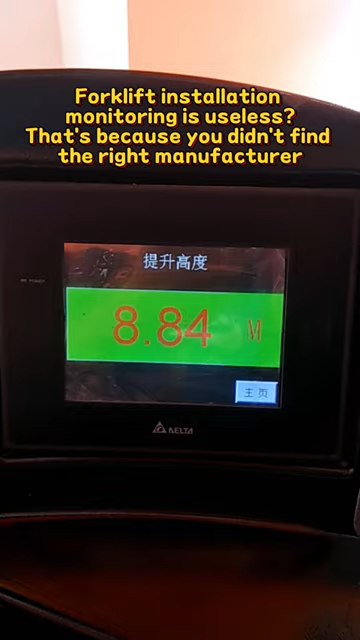 Forklift installation
monitoring is useless?
That's because you didn't find
the right manufacturer
提升高度
8.84 M
主页
DELTA